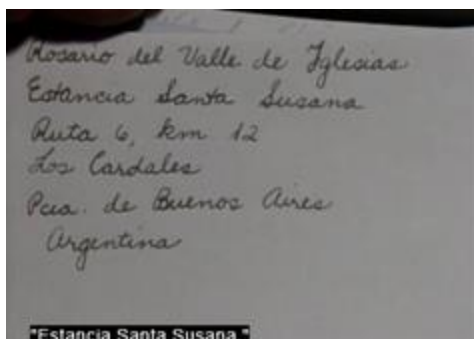 Rosario del Valle de Iglesias
Estancia Santa Susana
Ruta 6, km 12
Los Cardales
Pcia. de Buenos Aires
Argentina
"Estancia Santa Susana."